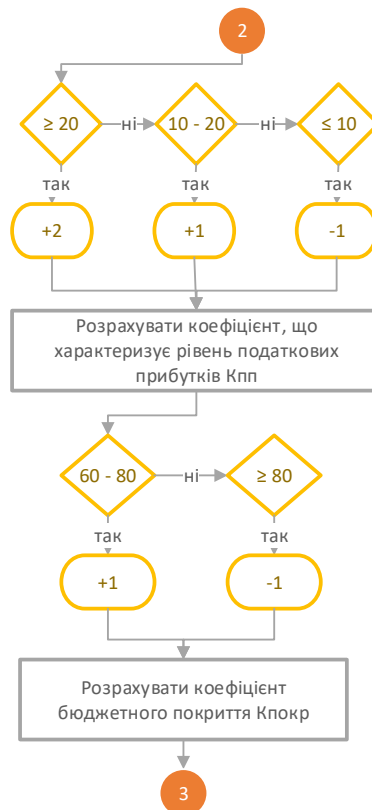 2
≥ 20
ні
10 - 20
ні
≤ 10
так
так
так
+2
+1
-1
Розрахувати коефіцієнт, що
характеризує рівень податкових
прибутків Кпп
60 - 80
ні
≥ 80
так
так
+1
-1
Розрахувати коефіцієнт
бюджетного покриття Кпокр
3